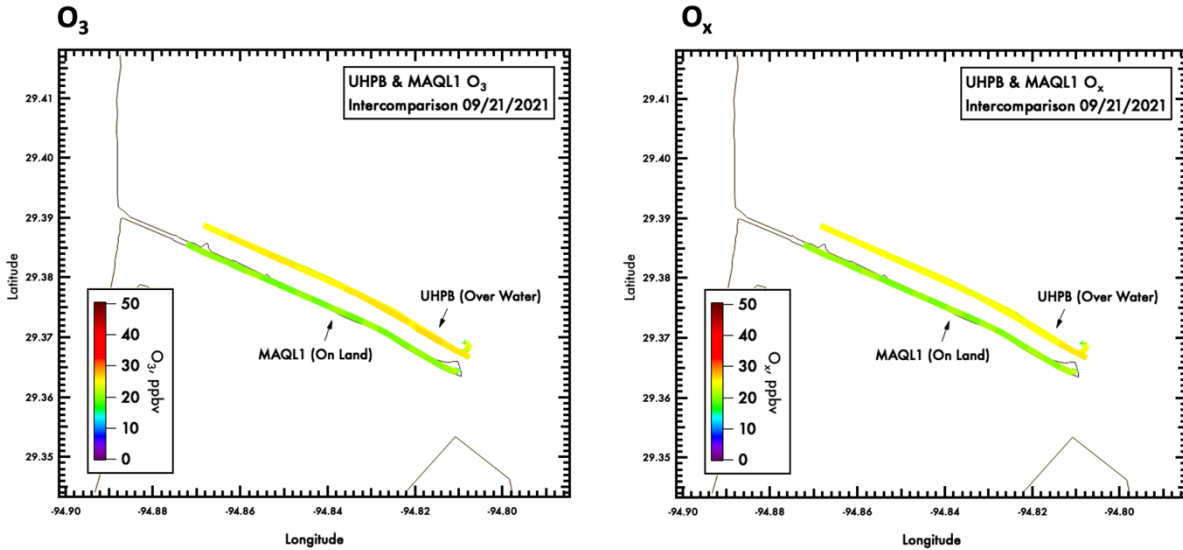 O3
UHPB & MAQL1 O3
Intercomparison 09/21/2021
29.41
29.40
29.39
29.38
29.37
29.36
29.35
Latitude
UHPB (Over Water)
MAQL1 (On Land)
50
40
30
20
10
0
O3, ppbv
-94.90
-94.88
-94.86
-94.84
-94.82
-94.80
Longitude
Ox
UHPB & MAQL1 Ox
Intercomparison 09/21/2021
29.41
29.40
29.39
29.38
29.37
29.36
29.35
Latitude
UHPB (Over Water)
MAQL1 (On Land)
50
40
30
20
10
0
Ox, ppbv
-94.90
-94.88
-94.86
-94.84
-94.82
-94.80
Longitude